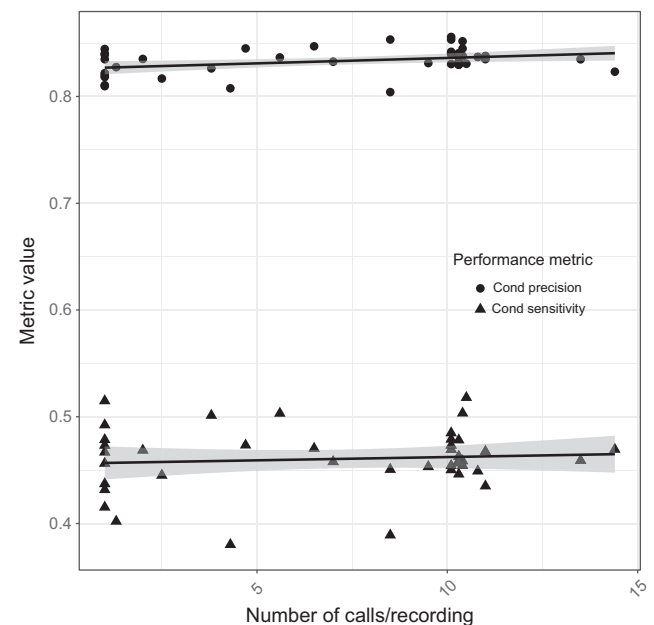 0.8
0.7
0.6
0.5
0.4
Metric value
Performance metric
Cond precision
Cond sensitivity
5
10
15
Number of calls/recording